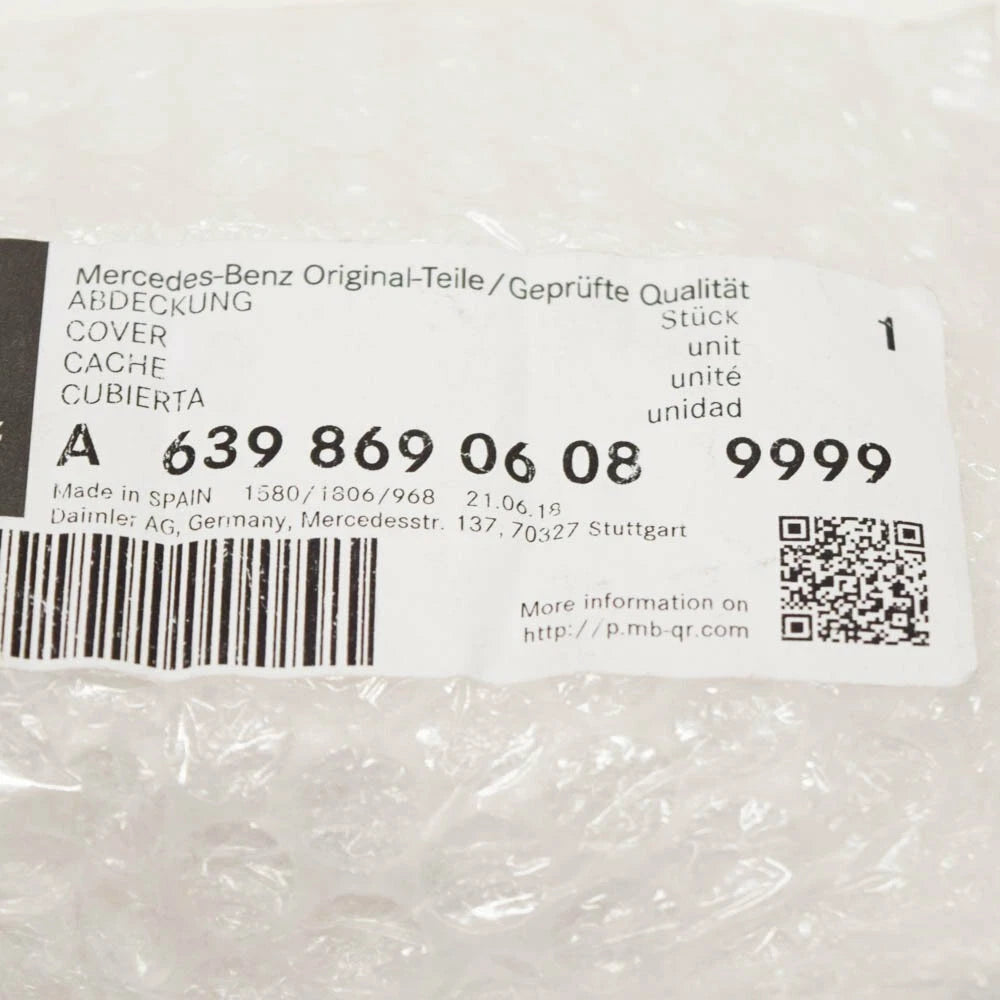 Mercedes-Benz Original-Teile/Geprüfte Qualität
ABDECKUNG
COVER
CACHE
CUBIERTA
Stück 1
unit
unité
unidad
A 639 869 06 08 9999
Made in SPAIN 1580/1806/968 21.06.18
Daimler AG, Germany, Mercedesstr. 137, 70327 Stuttgart
More information on
http://p.mb-qr.com